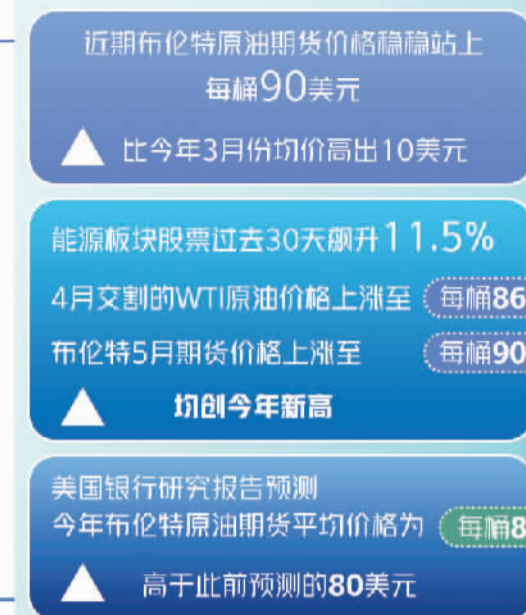 近期布伦特原油期货价格稳稳站上
每桶90美元
比今年3月份均价高出10美元
能源板块股票过去30天飙升11.5%
4月交割的WTI原油价格上涨至 每桶86
布伦特5月期货价格上涨至 每桶90
均创今年新高
美国银行研究报告预测
今年布伦特原油期货平均价格为 每桶8
高于此前预测的80美元